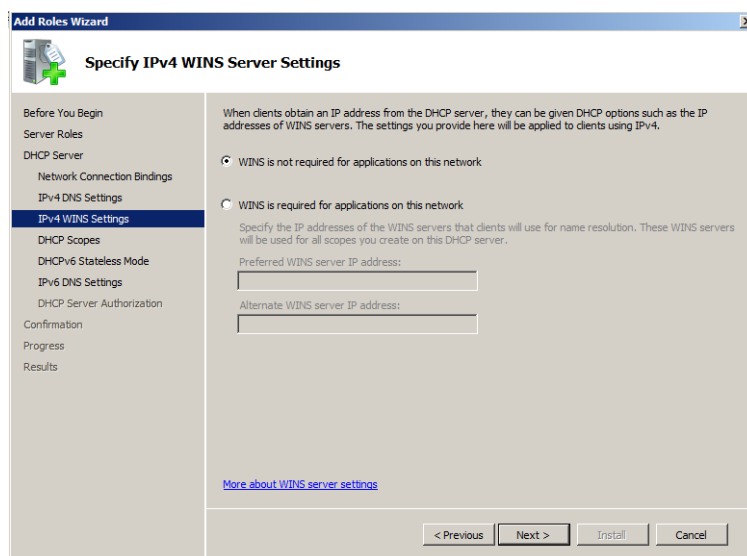 Add Roles Wizard
Specify IPv4 WINS Server Settings
Before You Begin
Server Roles
DHCP Server
Network Connection Bindings
IPv4 DNS Settings
IPv4 WINS Settings
DHCP Scopes
DHCPv6 Stateless Mode
IPv6 DNS Settings
DHCP Server Authorization
Confirmation
Progress
Results
When clients obtain an IP address from the DHCP server, they can be given DHCP options such as the IP
addresses of WINS servers. The settings you provide here will be applied to clients using IPv4.
WINS is not required for applications on this network
WINS is required for applications on this network
Specify the IP addresses of the WINS servers that clients will use for name resolution. These WINS servers
will be used for all scopes you create on this DHCP server.
Preferred WINS server IP address:
Alternate WINS server IP address:
More about WINS server settings
< Previous
Next >
Install
Cancel